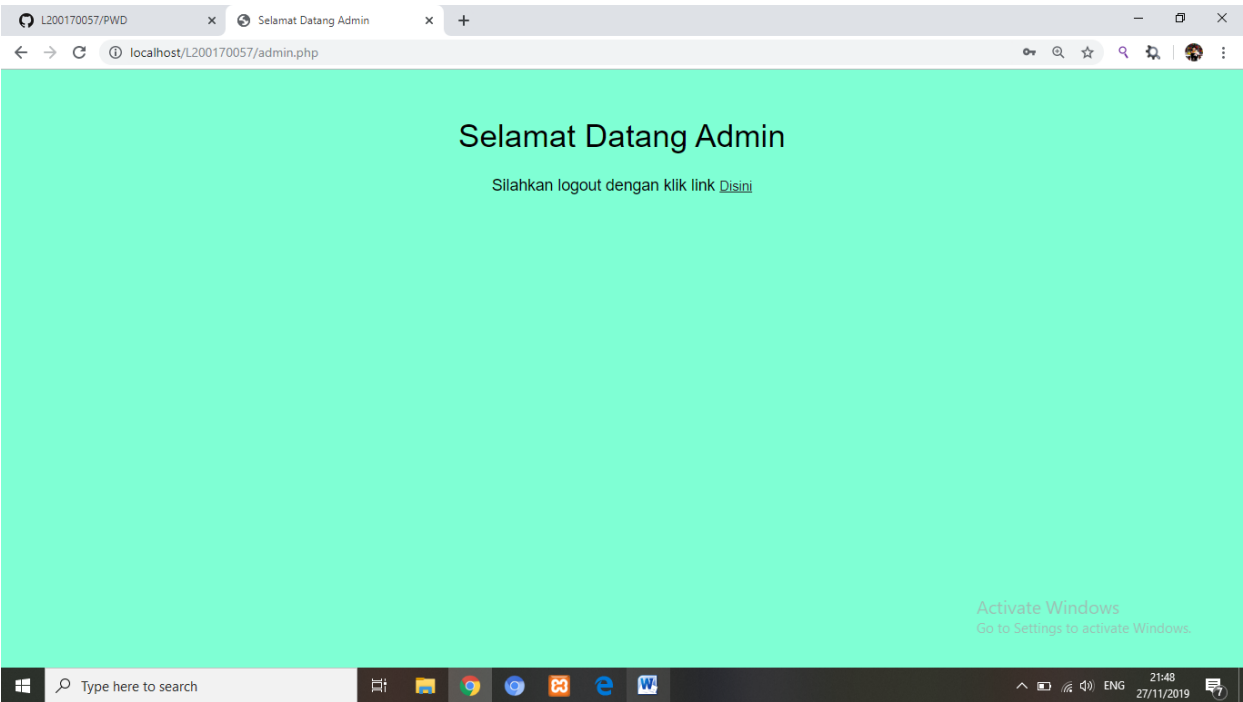 L200170057/PWD
Selamat Datang Admin
localhost/L200170057/admin.php
Selamat Datang Admin
Silahkan logout dengan klik link Disini
Activate Windows
Go to Settings to activate Windows.
Type here to search
ENG
21:48
27/11/2019
7